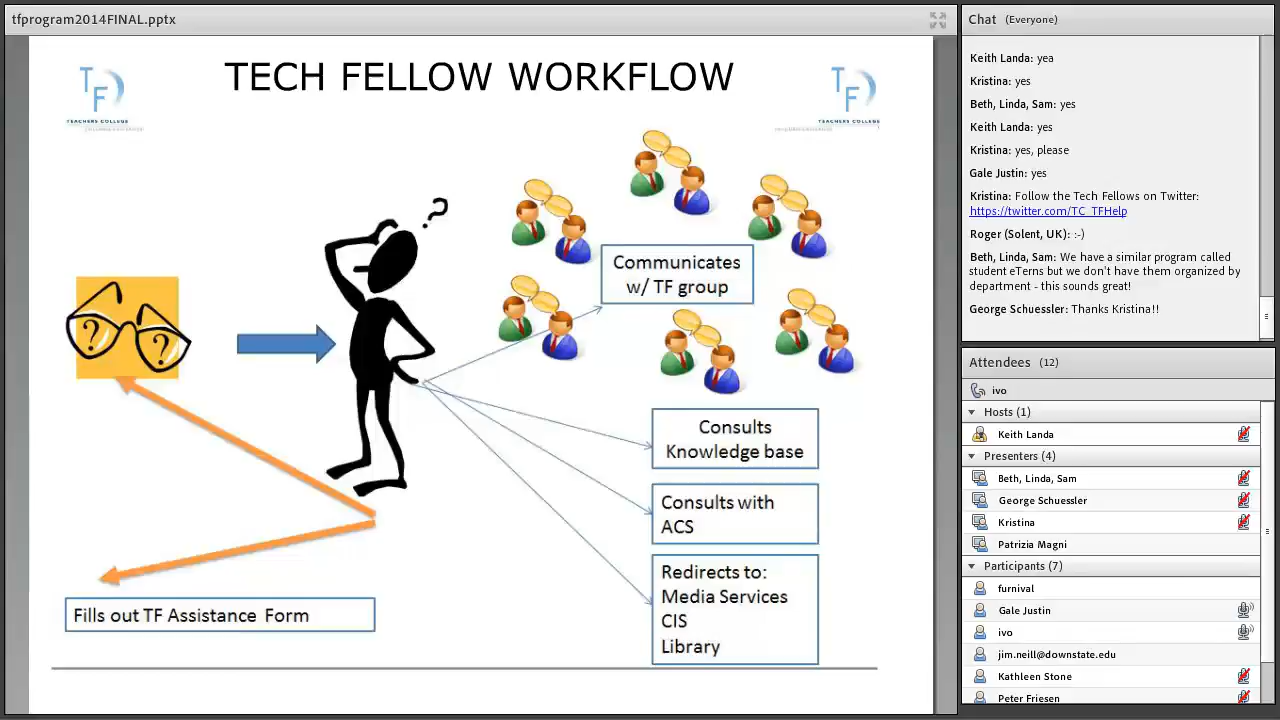 tfprogram2014FINAL.pptx
TECH FELLOW WORKFLOW
T F
TEACHERS COLLEGE
T F
TEACHERS COLLEGE
?
? ?
Communicates
w/ TF group
Consults
Knowledge base
Consults with
ACS
Redirects to:
Media Services
CIS
Library
Fills out TF Assistance Form
Chat (Everyone)
Keith Landa: yea
Kristina: yes
Beth, Linda, Sam: yes
Keith Landa: yes
Kristina: yes, please
Gale Justin: yes
Kristina: Follow the Tech Fellows on Twitter:
https://twitter.com/TC_TFHelp
Roger (Solent, UK): :-)
Beth, Linda, Sam: We have a similar program called
student eTerns but we don't have them organized by
department - this sounds great!
George Schuessler: Thanks Kristina!!
Attendees (12)
ivo
Hosts (1)
Keith Landa
Presenters (4)
Beth, Linda, Sam
George Schuessler
Kristina
Patrizia Magni
Participants (7)
furnival
Gale Justin
ivo
jim.neill@downstate.edu
Kathleen Stone
Peter Friesen